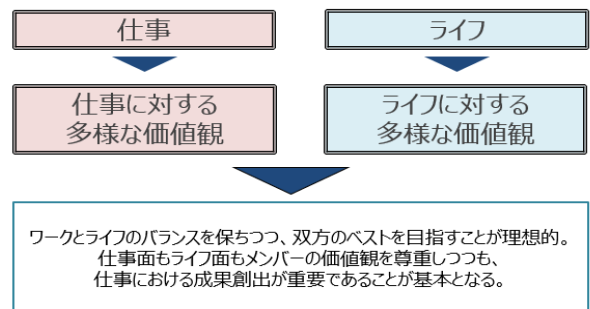 仕事
ライフ
仕事に対する
多様な価値観
ライフに対する
多様な価値観
ワークとライフのバランスを保ちつつ、双方のベストを目指すことが理想的。
仕事面もライフ面もメンバーの価値観を尊重しつつも、
仕事における成果創出が重要であることが基本となる。